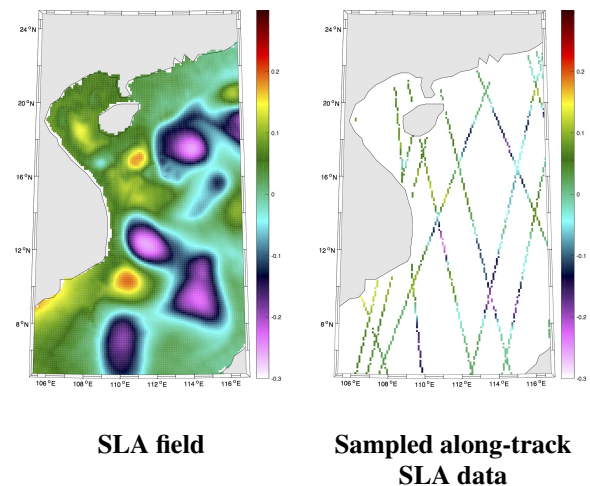 24°N
20°N
16°N
12°N
8°N
106°E 108°E 110°E 112°E 114°E 116°E
0.2
0.1
0
-0.1
-0.2
-0.3
24°N
20°N
16°N
12°N
8°N
106°E 108°E 110°E 112°E 114°E 116°E
0.2
0.1
0
-0.1
-0.2
-0.3
SLA field
Sampled along-track
SLA data